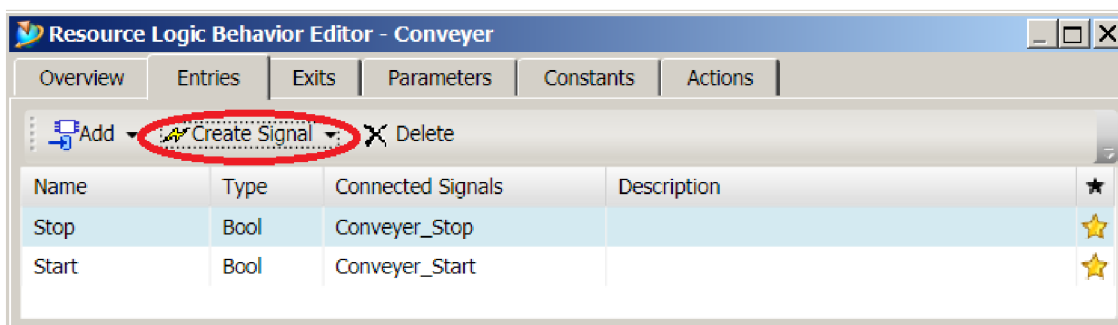 Resource Logic Behavior Editor - Conveyer
Overview Entries Exits Parameters Constants Actions
Add Create Signal Delete
Name Type Connected Signals Description
Stop Bool Conveyer_Stop
Start Bool Conveyer_Start